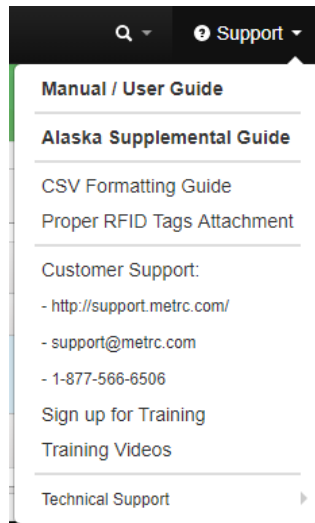 Support
Manual / User Guide
Alaska Supplemental Guide
CSV Formatting Guide
Proper RFID Tags Attachment
Customer Support:
- http://support.metrc.com/
- support@metrc.com
- 1-877-566-6506
Sign up for Training
Training Videos
Technical Support